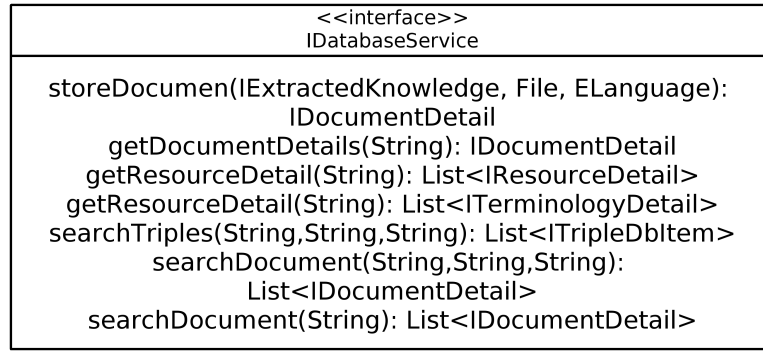 <<interface>>
IDatabaseService
storeDocumen(IExtractedKnowledge, File, ELanguage):
IDocumentDetail
getDocumentDetails(String): IDocumentDetail
getResourceDetail(String): List<IResourceDetail>
getResourceDetail(String): List<ITerminologyDetail>
searchTriples(String,String,String): List<ITripleDbItem>
searchDocument(String,String,String):
List<IDocumentDetail>
searchDocument(String): List<IDocumentDetail>